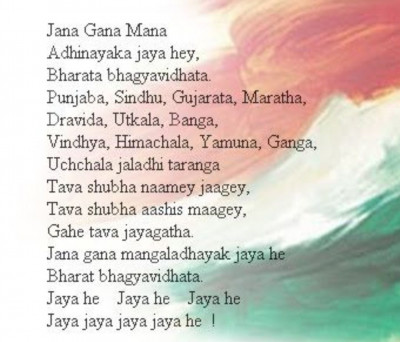 Jana Gana Mana
Adhinayaka jaya hey,
Bharata bhagyavidhata.
Punjaba, Sindhu, Gujarata, Maratha,
Dravida, Utkala, Banga,
Vindhya, Himachala, Yamuna, Ganga,
Uchchala jaladhi taranga
Tava shubha naamey jaagey,
Tava shubha aashis maagey,
Gahe tava jayagatha.
Jana gana mangaladhayak jaya he
Bharat bhagyavidhata.
Jaya he Jaya he Jaya he
Jaya jaya jaya jaya he !